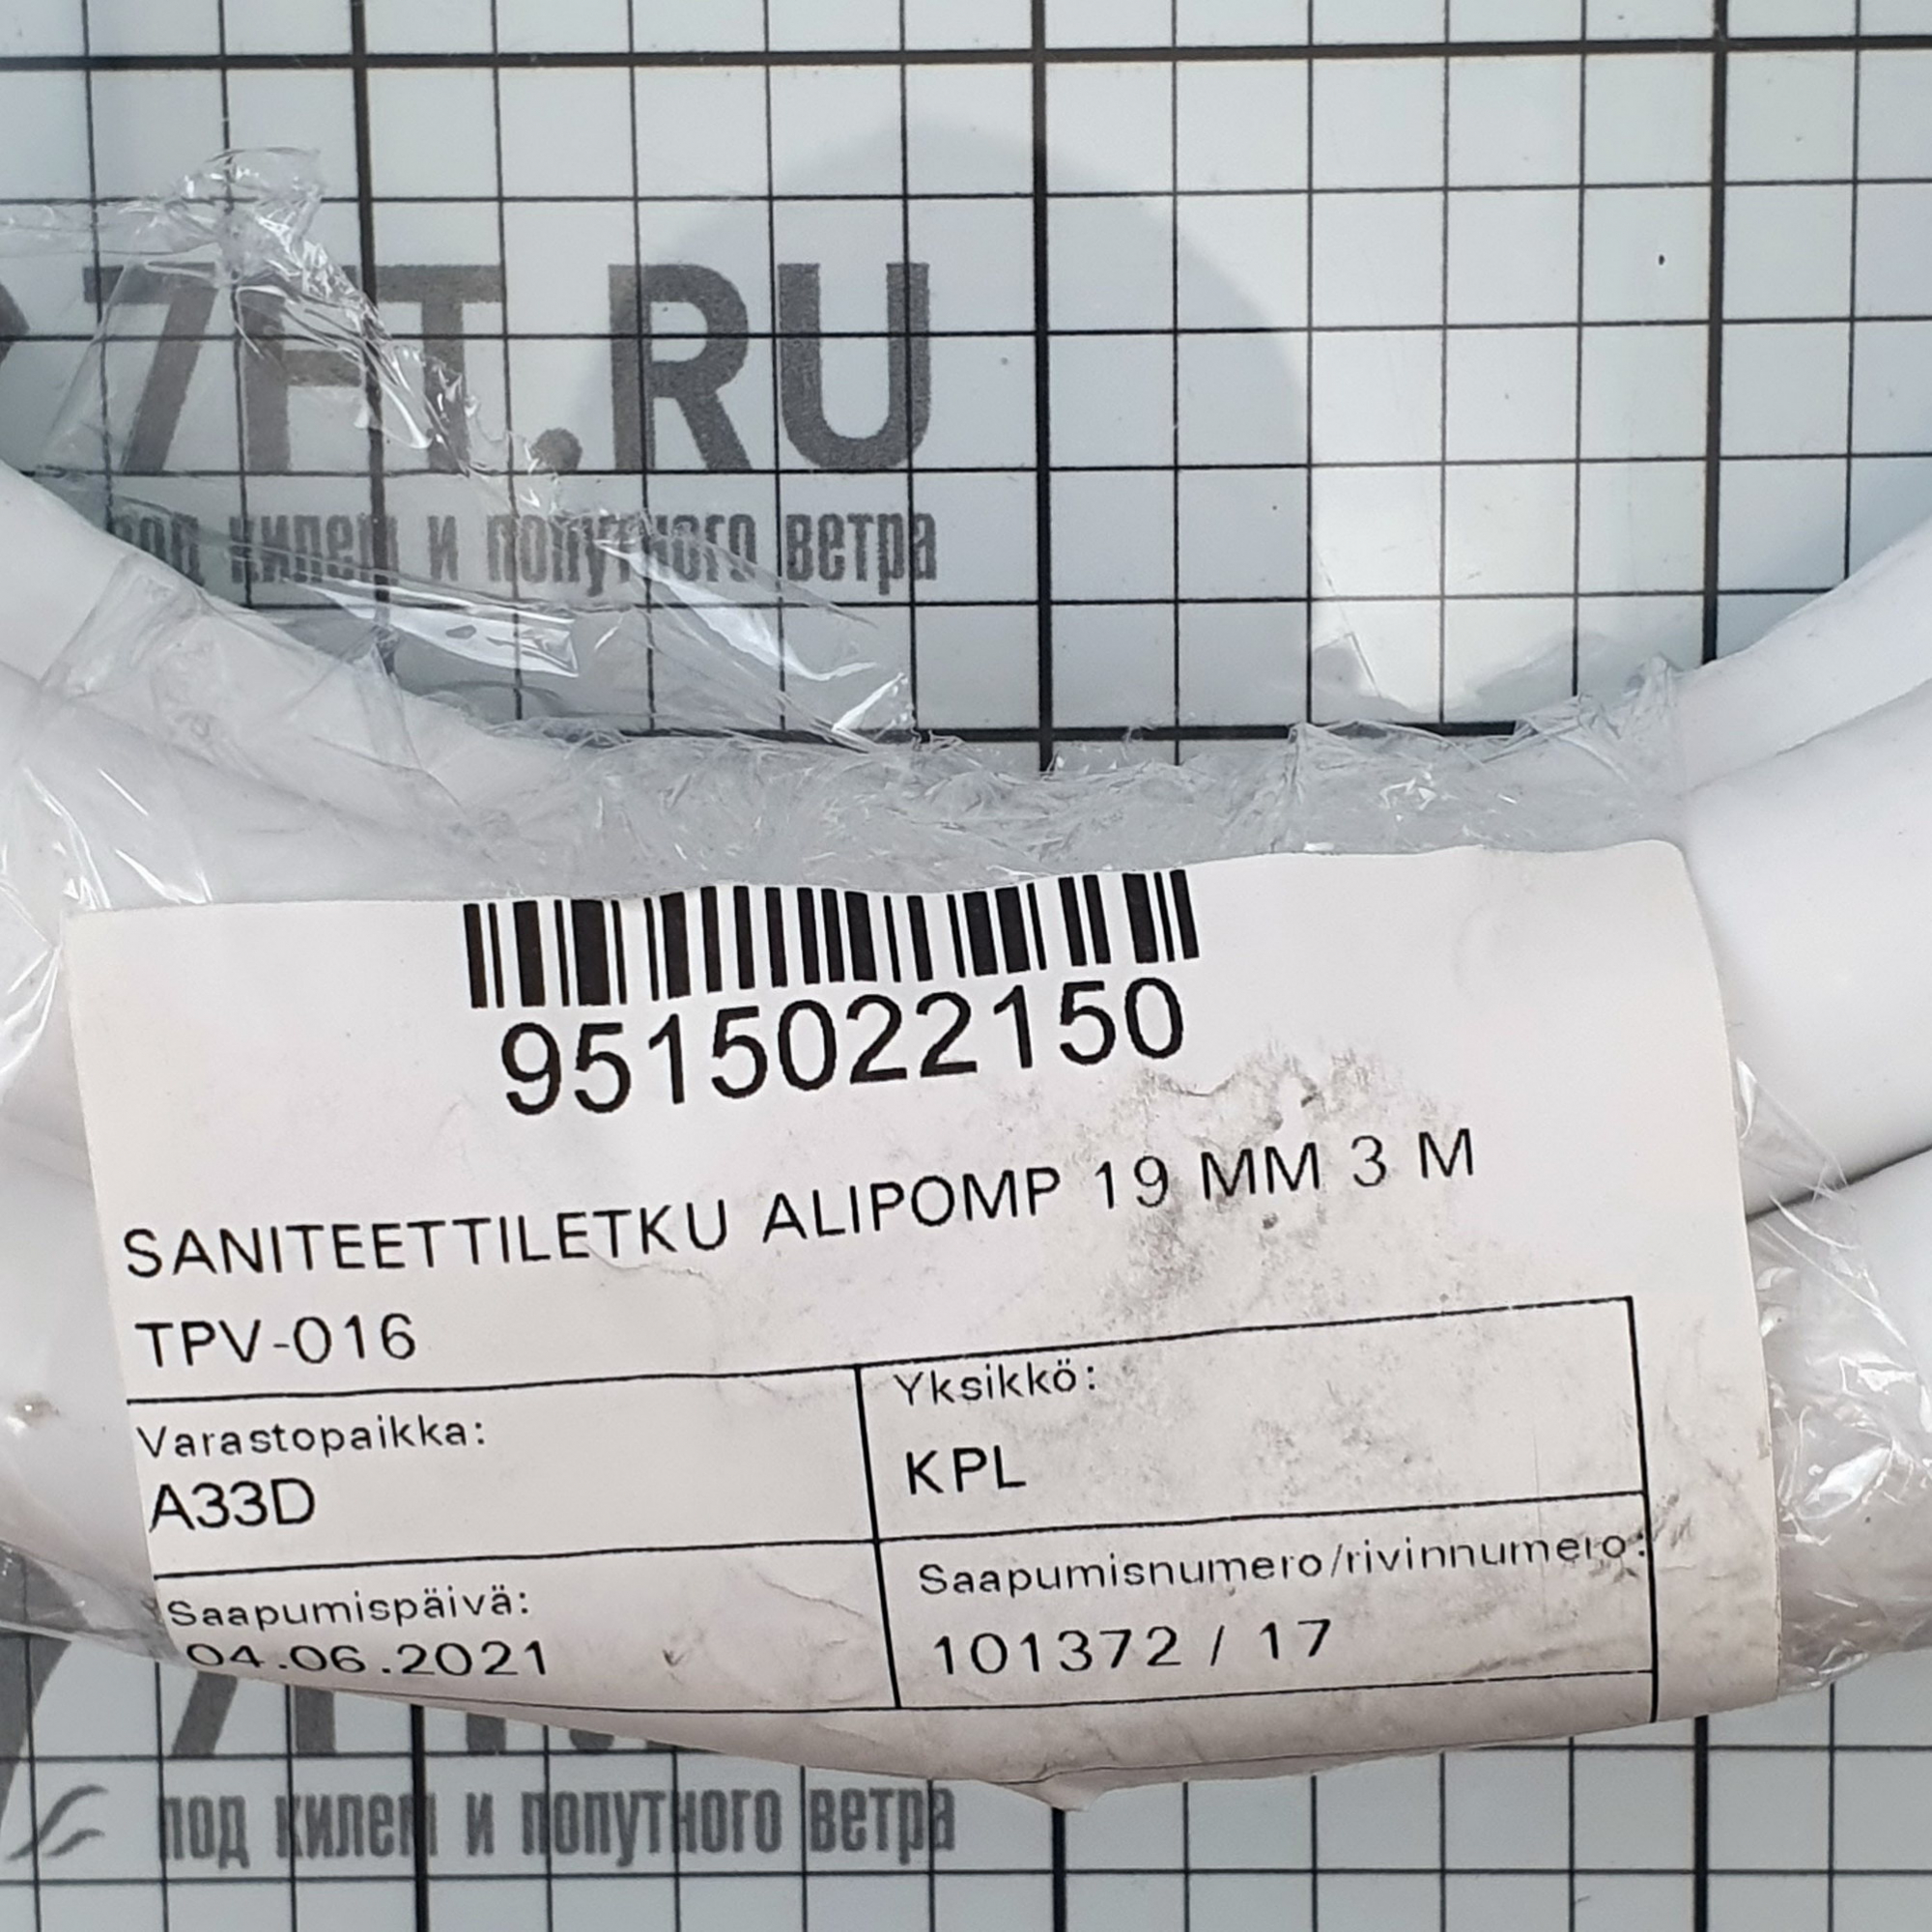 7FT.RU
под килем и попутного ветра
9515022150
SANITEETTILETKU ALIPOMP 19 MM 3 M
TPV-016
Varastopaikka:
A33D
Yksikkö:
KPL
Saapumispäivä:
04.06.2021
Saapumisnumero/rivinnumero:
101372 / 17
под килем и попутного ветра